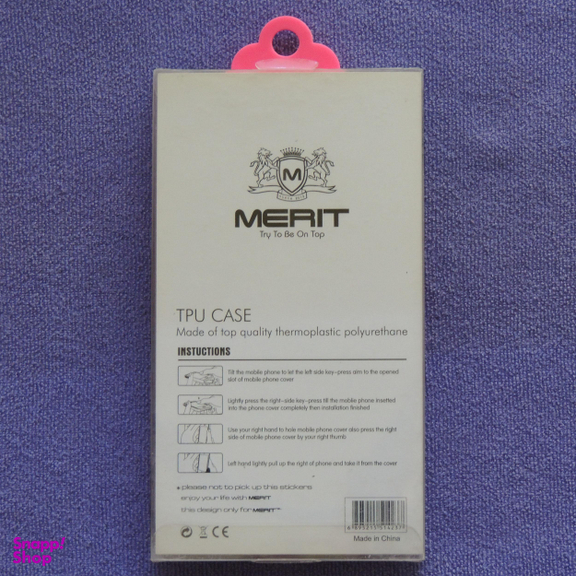 M
MERIT
Try To Be On Top
TPU CASE
Made of top quality thermoplastic polyurethane
INSTUCTIONS
Tilt the mobile phone to let the left side key-press aim to the opened
slot of mobile phone cover
Lightly press the right-side key-press till the mobile phone inserted
into the phone cover completely then installation finished
Use your right hand to hole mobile phone cover also press the right
side of mobile phone cover by your right thumb
Left hand lightly pull up the right of phone and take it from the cover
• please not to pick up this stickers
enjoy your life with MERIT
this design only for MERIT™
CE
Made in China
Snapp!
Shop